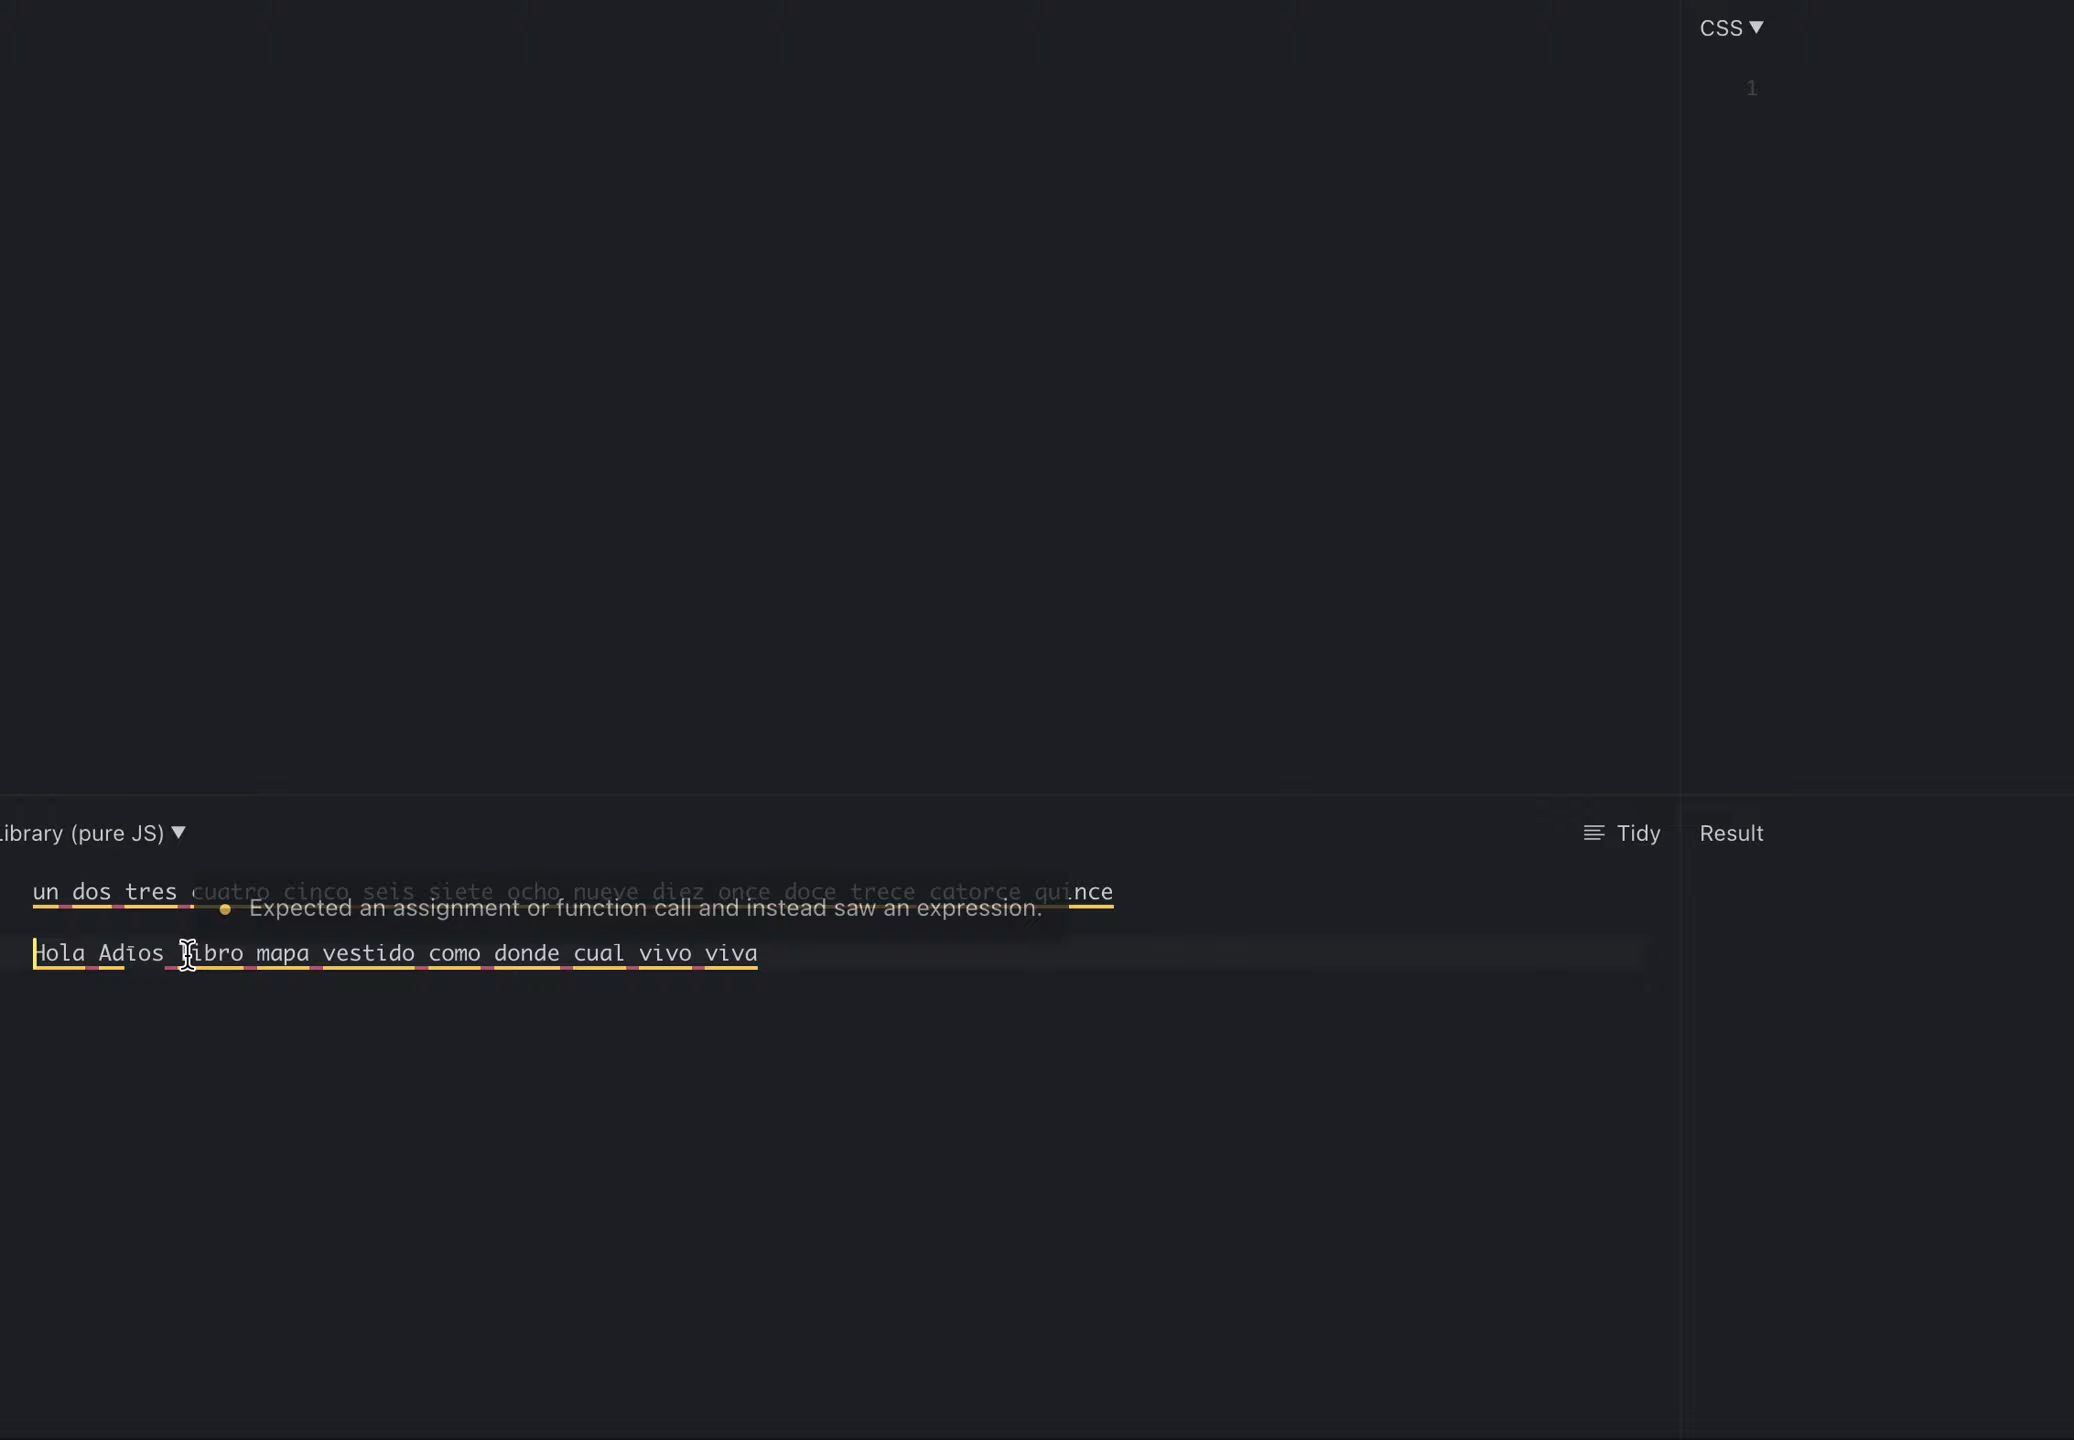 CSS ▼
1
Library (pure JS) ▼
Tidy
Result
un dos tres cuatro cinco seis siete ocho nueve diez once doce trece catorce quince
Expected an assignment or function call and instead saw an expression.
Hola Adīos libro mapa vestido como donde cual vivo viva